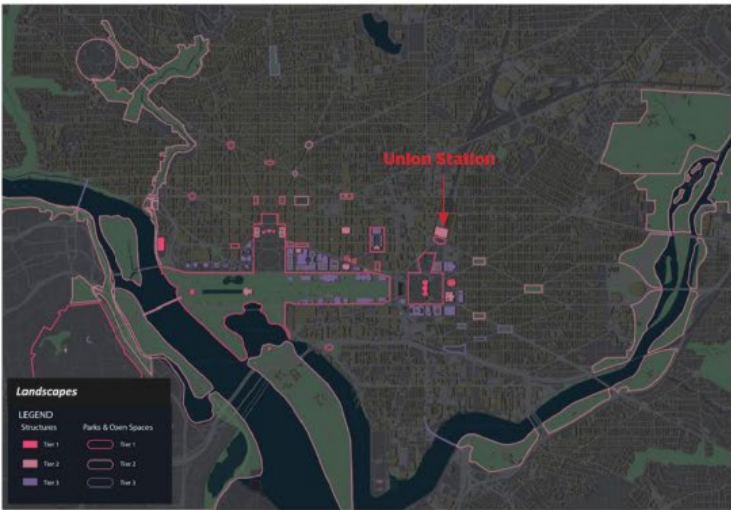 Union Station
Landscapes
LEGEND
Structures Parks & Open Spaces
Tier 1 Tier 1
Tier 2 Tier 2
Tier 3 Tier 3